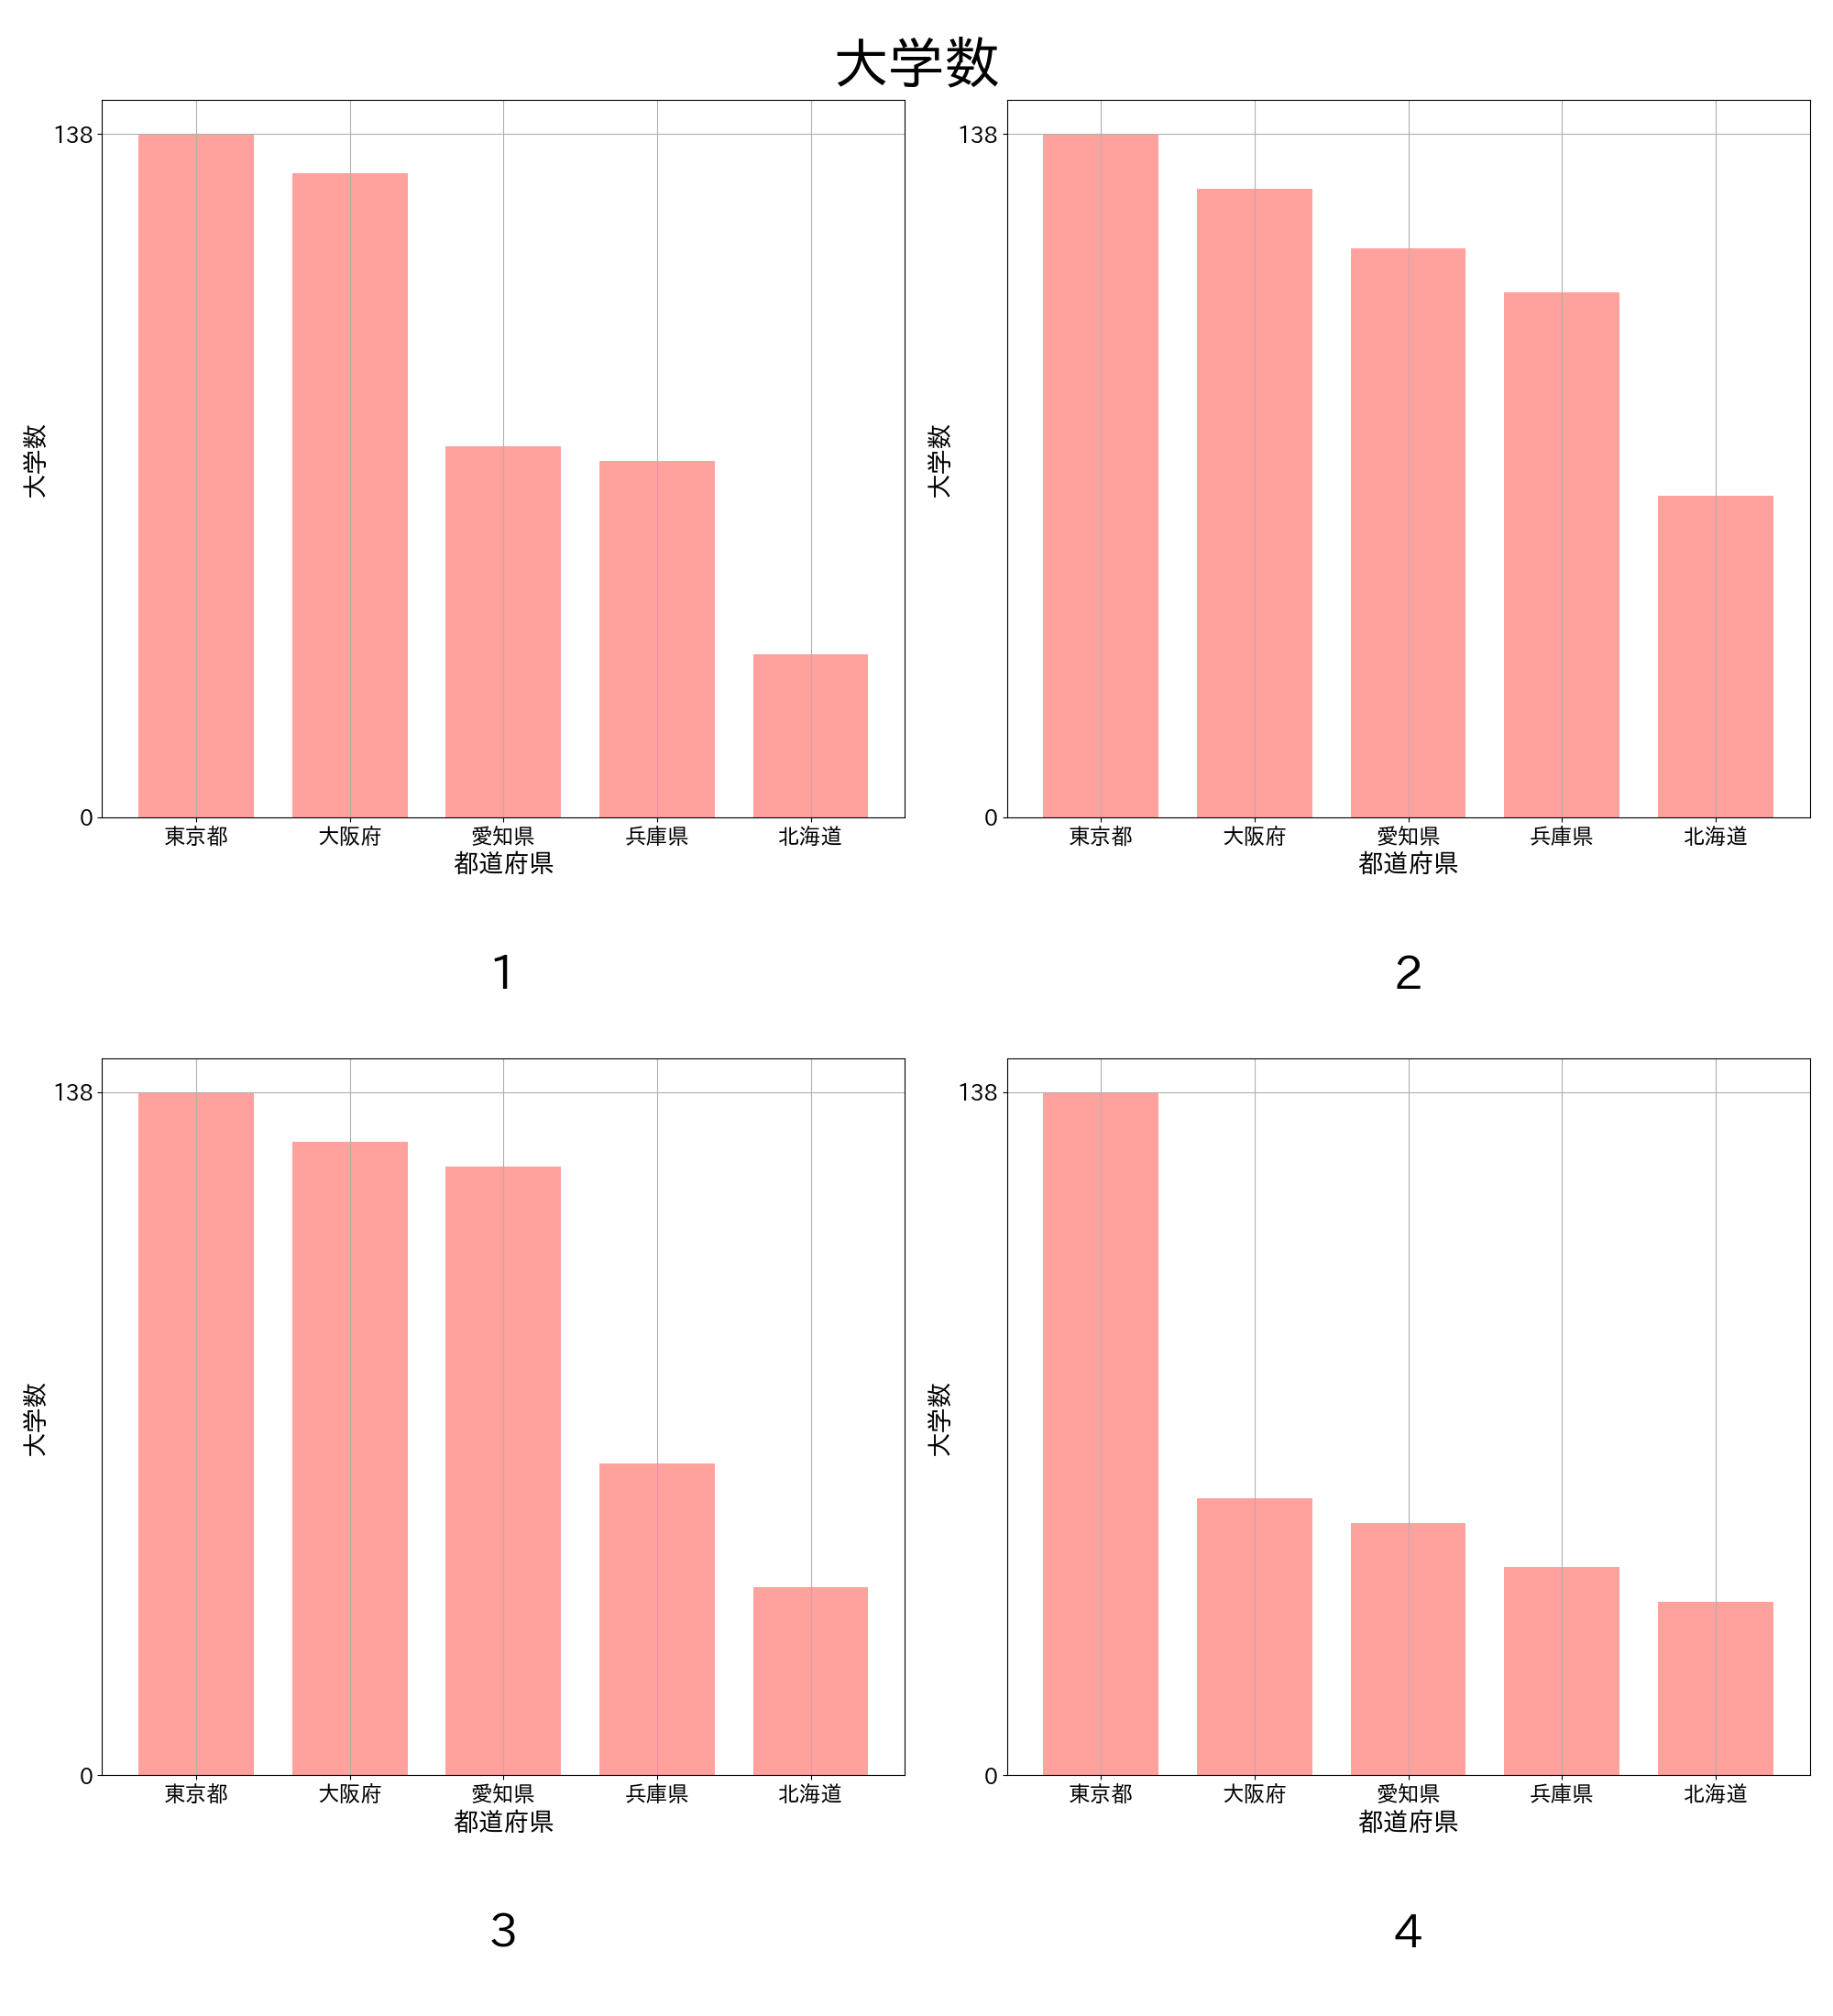 大学数
138
大学数
0
東京都 大阪府 愛知県 兵庫県 北海道
都道府県
1
138
大学数
0
東京都 大阪府 愛知県 兵庫県 北海道
都道府県
2
138
大学数
0
東京都 大阪府 愛知県 兵庫県 北海道
都道府県
3
138
大学数
0
東京都 大阪府 愛知県 兵庫県 北海道
都道府県
4